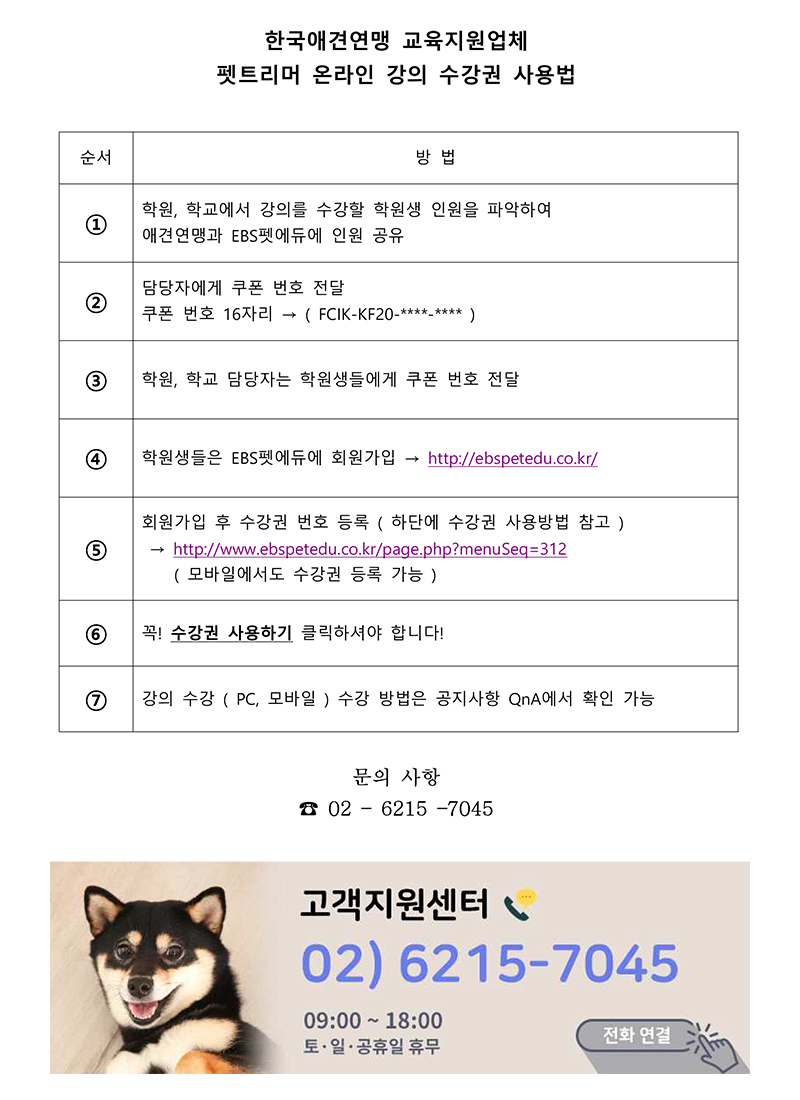 한국애견연맹 교육지원업체
펫트리머 온라인 강의 수강권 사용법
순서
방 법
①
학원, 학교에서 강의를 수강할 학원생 인원을 파악하여
애견연맹과 EBS펫에듀에 인원 공유
②
담당자에게 쿠폰 번호 전달
쿠폰 번호 16자리 → ( FCIK-KF20-****-**** )
③
학원, 학교 담당자는 학원생들에게 쿠폰 번호 전달
④
학원생들은 EBS펫에듀에 회원가입 → http://ebspetedu.co.kr/
⑤
회원가입 후 수강권 번호 등록 ( 하단에 수강권 사용방법 참고 )
→ http://www.ebspetedu.co.kr/page.php?menuSeq=312
( 모바일에서도 수강권 등록 가능 )
⑥
꼭! 수강권 사용하기 클릭하셔야 합니다!
⑦
강의 수강 ( PC, 모바일 ) 수강 방법은 공지사항 QnA에서 확인 가능
문의 사항
☎ 02 - 6215 -7045
고객지원센터
02) 6215-7045
09:00 ~ 18:00
토·일·공휴일 휴무
전화 연결